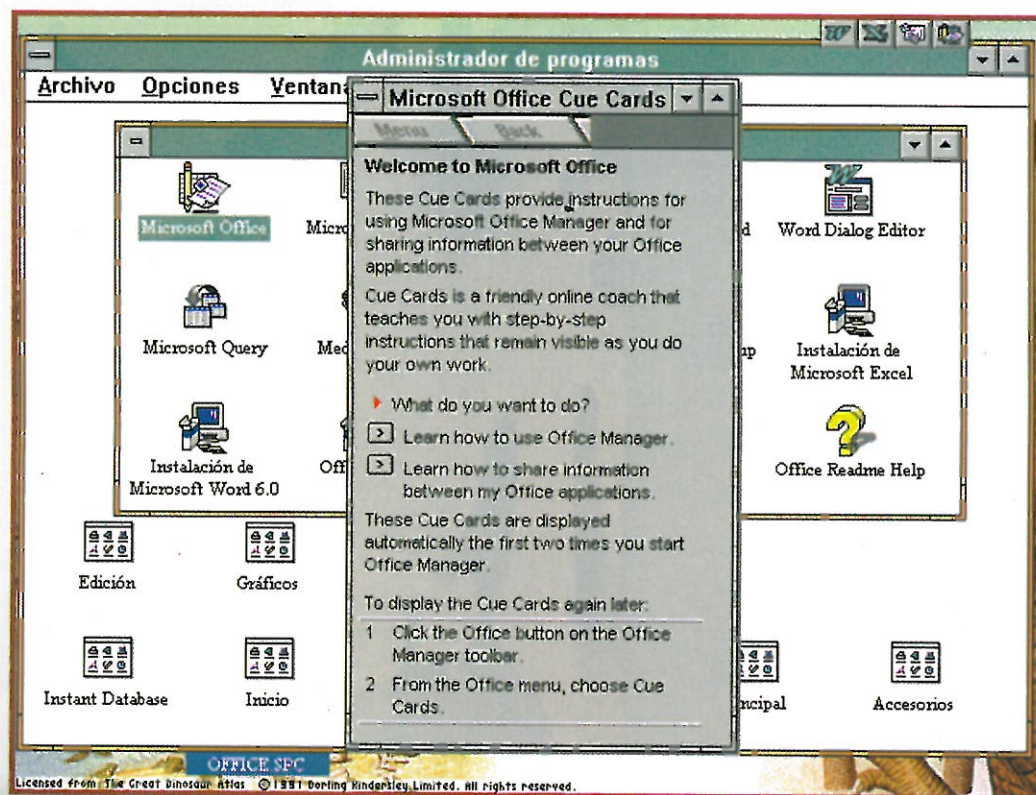 Administrador de programas
Archivo Opciones Ventana
Microsoft Office Cue Cards
Menu Back
Welcome to Microsoft Office
These Cue Cards provide instructions for
using Microsoft Office Manager and for
sharing information between your Office
applications.
Cue Cards is a friendly online coach that
teaches you with step-by-step
instructions that remain visible as you do
your own work.
What do you want to do?
Learn how to use Office Manager.
Learn how to share information
between my Office applications.
These Cue Cards are displayed
automatically the first two times you start
Office Manager.
To display the Cue Cards again later:
1 Click the Office button on the Office
Manager toolbar.
2 From the Office menu, choose Cue
Cards.
Microsoft Office
Word Dialog Editor
Microsoft Query
Instalación de
Microsoft Excel
Instalación de
Microsoft Word 6.0
Office Readme Help
Edición
Gráficos
Instant Database
Inicio
Accesorios
OFFICE SPC
Licensed from The Great Dinosaur Atlas ©1991 Dorling Kindersley Limited. All rights reserved.